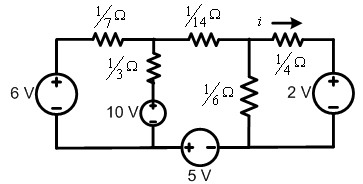 1/7 Ω
1/14 Ω
i
1/3 Ω
1/4 Ω
6 V
+
−
10 V
+
−
1/6 Ω
2 V
+
−
+ −
5 V